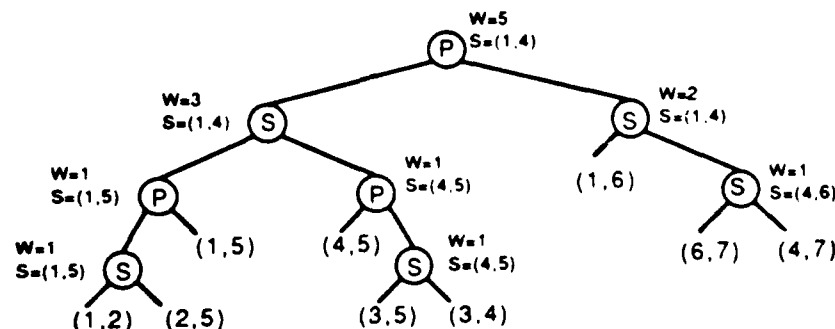 W=5
S=(1,4)
P
W=3
S=(1,4)
S
W=2
S=(1,4)
S
W=1
S=(1,5)
P
W=1
S=(4,5)
P
(1,6)
W=1
S=(4,6)
S
W=1
S=(1,5)
S
(1,5)
(4,5)
W=1
S=(4,5)
S
(6,7)
(4,7)
(1,2)
(2,5)
(3,5)
(3,4)